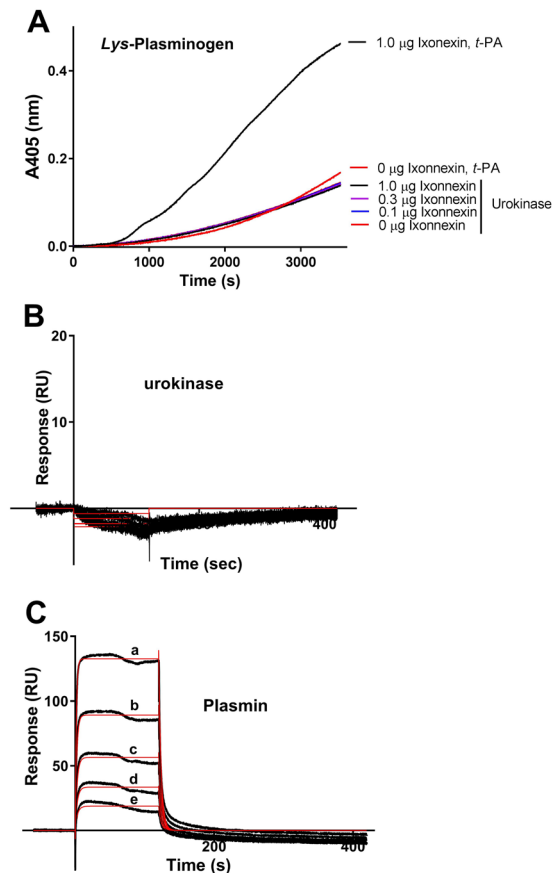 A
Lys-Plasminogen
1.0 µg Ixonexin, t-PA
0.4
A405 (nm)
0.2
0 µg Ixonnexin, t-PA
1.0 µg Ixonnexin
0.3 µg Ixonnexin
0.1 µg Ixonnexin
0 µg Ixonnexin
Urokinase
0.0
0 1000 2000 3000
Time (s)
B
20
urokinase
Response (RU)
10
400
Time (sec)
C
150
a
Plasmin
Response (RU)
100
b
c
50
d
e
200 400
Time (s)